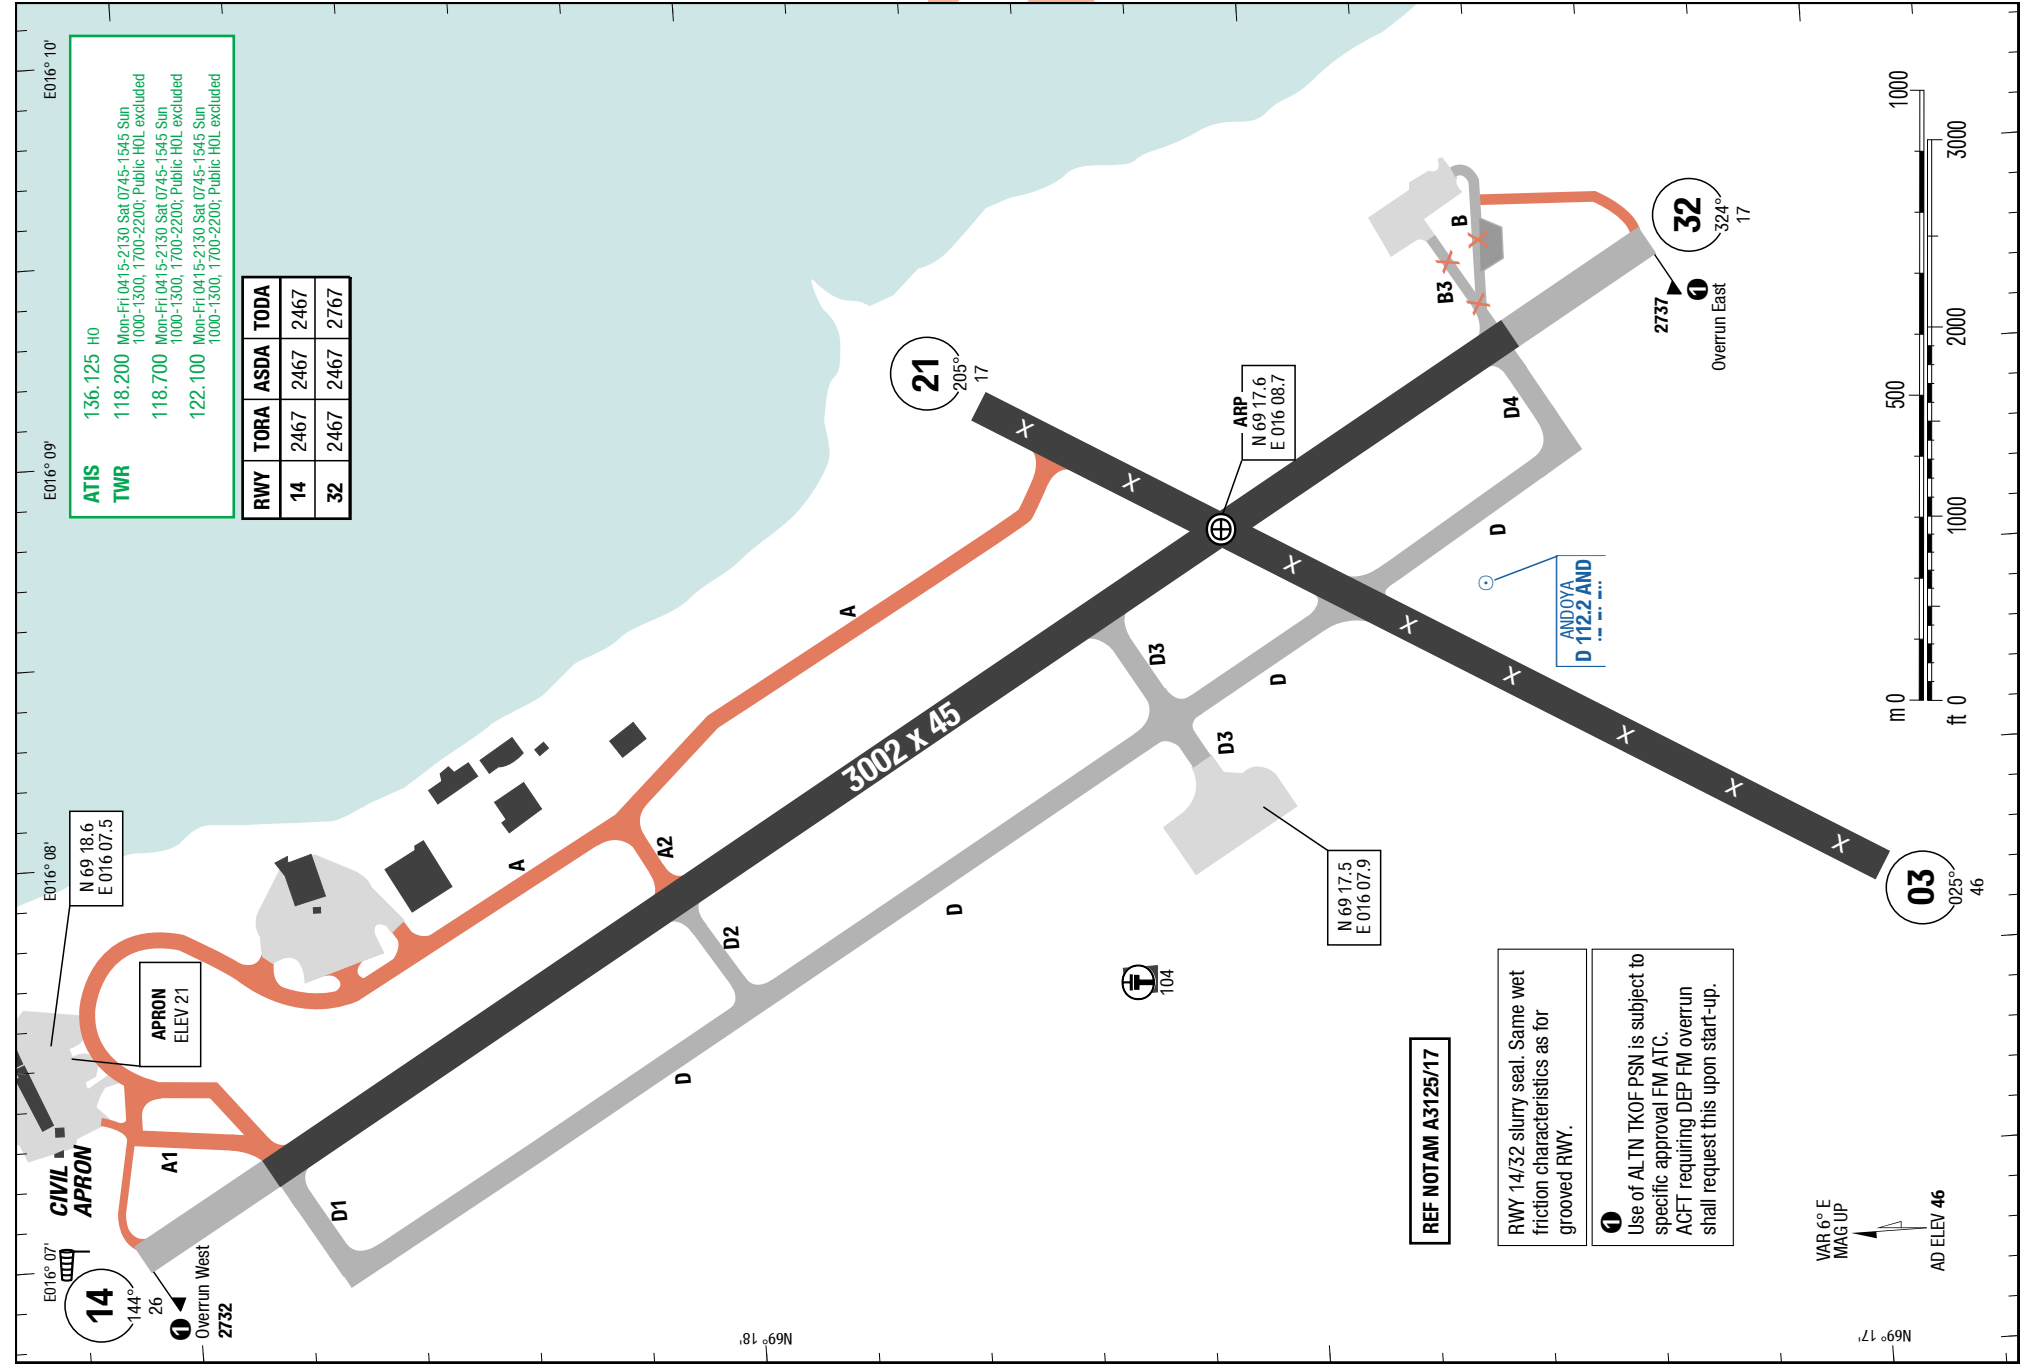 ATIS 136.125 HO
TWR 118.200 Mon-Fri 0415-2130 Sat 0745-1545 Sun
1000-1300, 1700-2200; Public HOL excluded
118.700 Mon-Fri 0415-2130 Sat 0745-1545 Sun
1000-1300, 1700-2200; Public HOL excluded
122.100 Mon-Fri 0415-2130 Sat 0745-1545 Sun
1000-1300, 1700-2200; Public HOL excluded
RWY TORA ASDA TODA
14 2467 2467 2467
32 2467 2467 2767
E016° 07'
E016° 08'
E016° 09'
E016° 10'
N69° 18'
N69° 17'
N 69 18.6
E 016 07.5
APRON
ELEV 21
CIVIL
APRON
14
144°
26
1
Overrun West
2732
A1
D1
A
A2
D2
D
D
A
3002 x 45
D3
D3
D
D
D4
21
205°
17
ARP
N 69 17.6
E 016 08.7
B
B3
32
324°
17
2737
1
Overrun East
X
X
X
X
X
X
X
X
ANDOYA
D 112.2 AND
N 69 17.5
E 016 07.9
104
03
025°
46
m 0 500 1000
ft 0 1000 2000 3000
REF NOTAM A3125/17
RWY 14/32 slurry seal. Same wet
friction characteristics as for
grooved RWY.
1
Use of ALTN TKOF PSN is subject to
specific approval FM ATC.
ACFT requiring DEP FM overrun
shall request this upon start-up.
VAR 6° E
MAG UP
AD ELEV 46